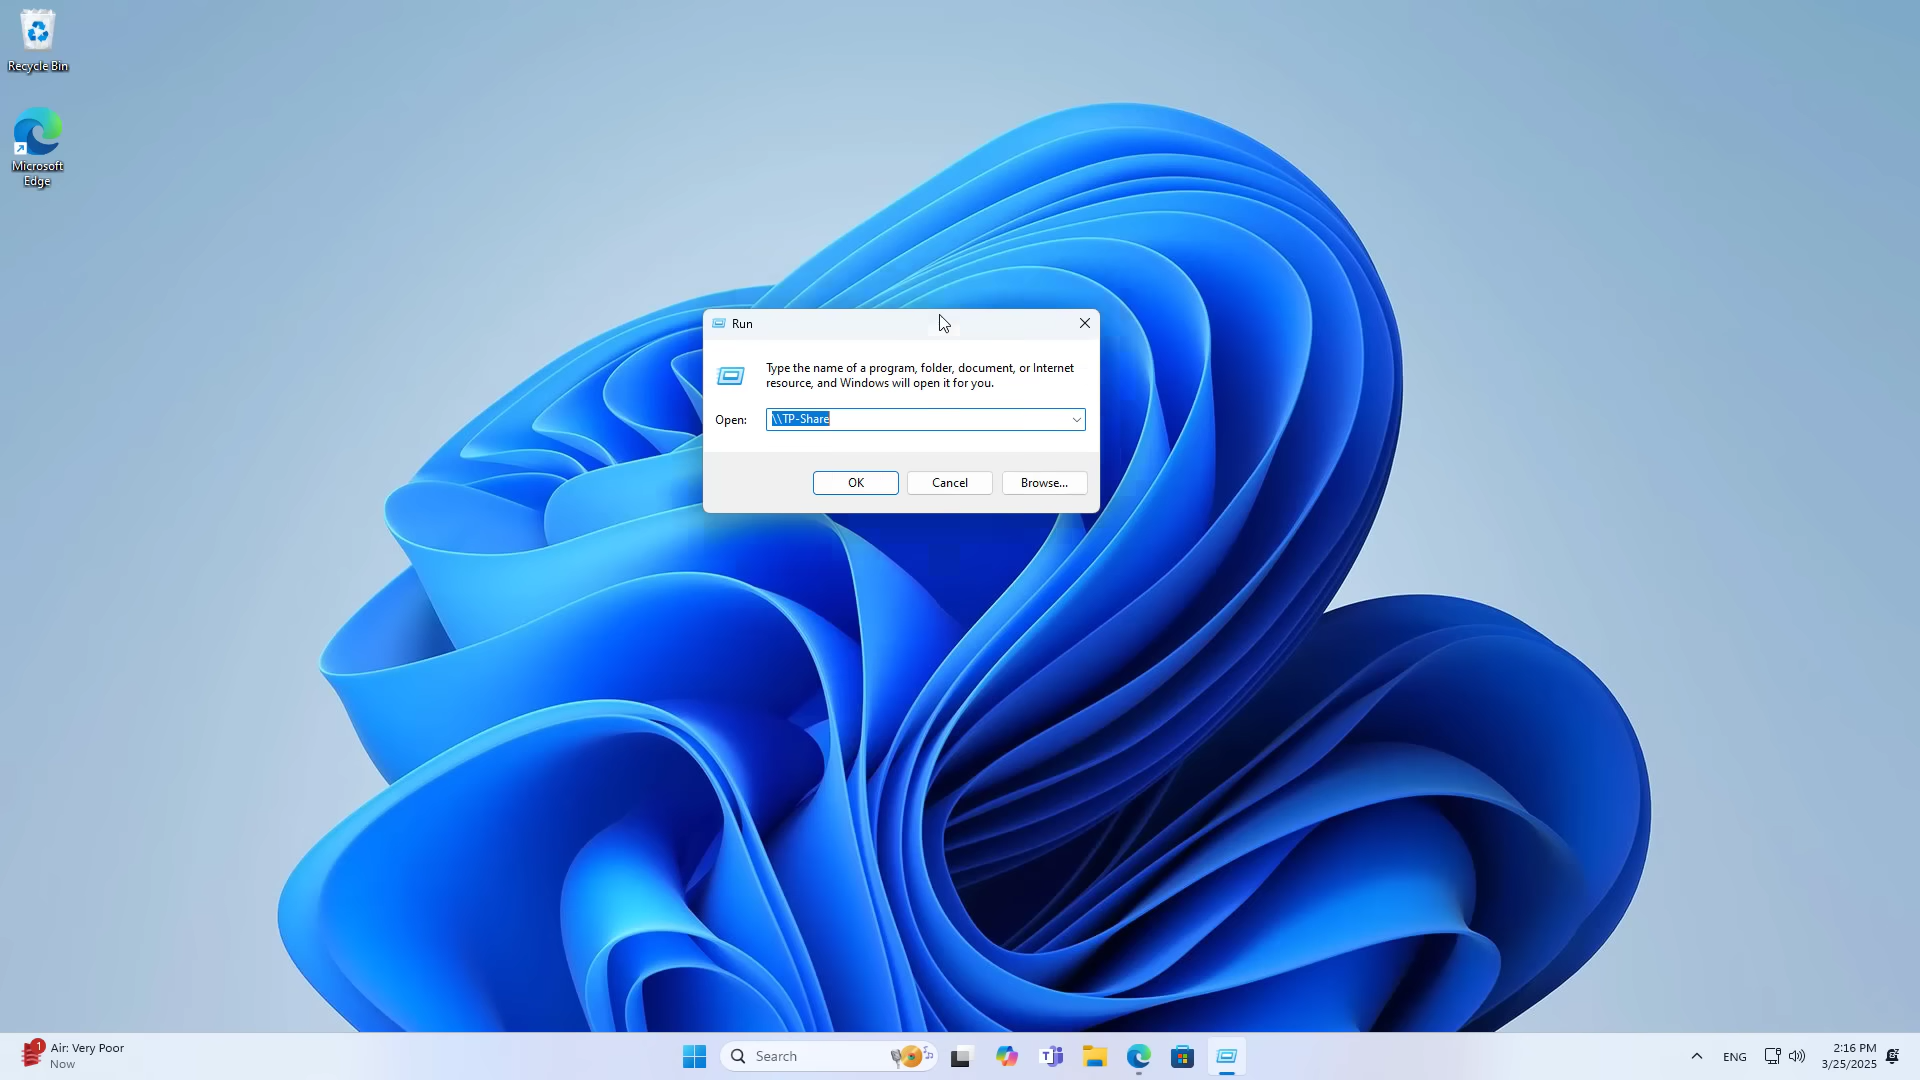 Recycle Bin
Microsoft
Edge
Run
Type the name of a program, folder, document, or Internet
resource, and Windows will open it for you.
Open: \\TP-Share
OK Cancel Browse...
1
Air: Very Poor
Now
Search
T
ENG
2:16 PM
3/25/2025